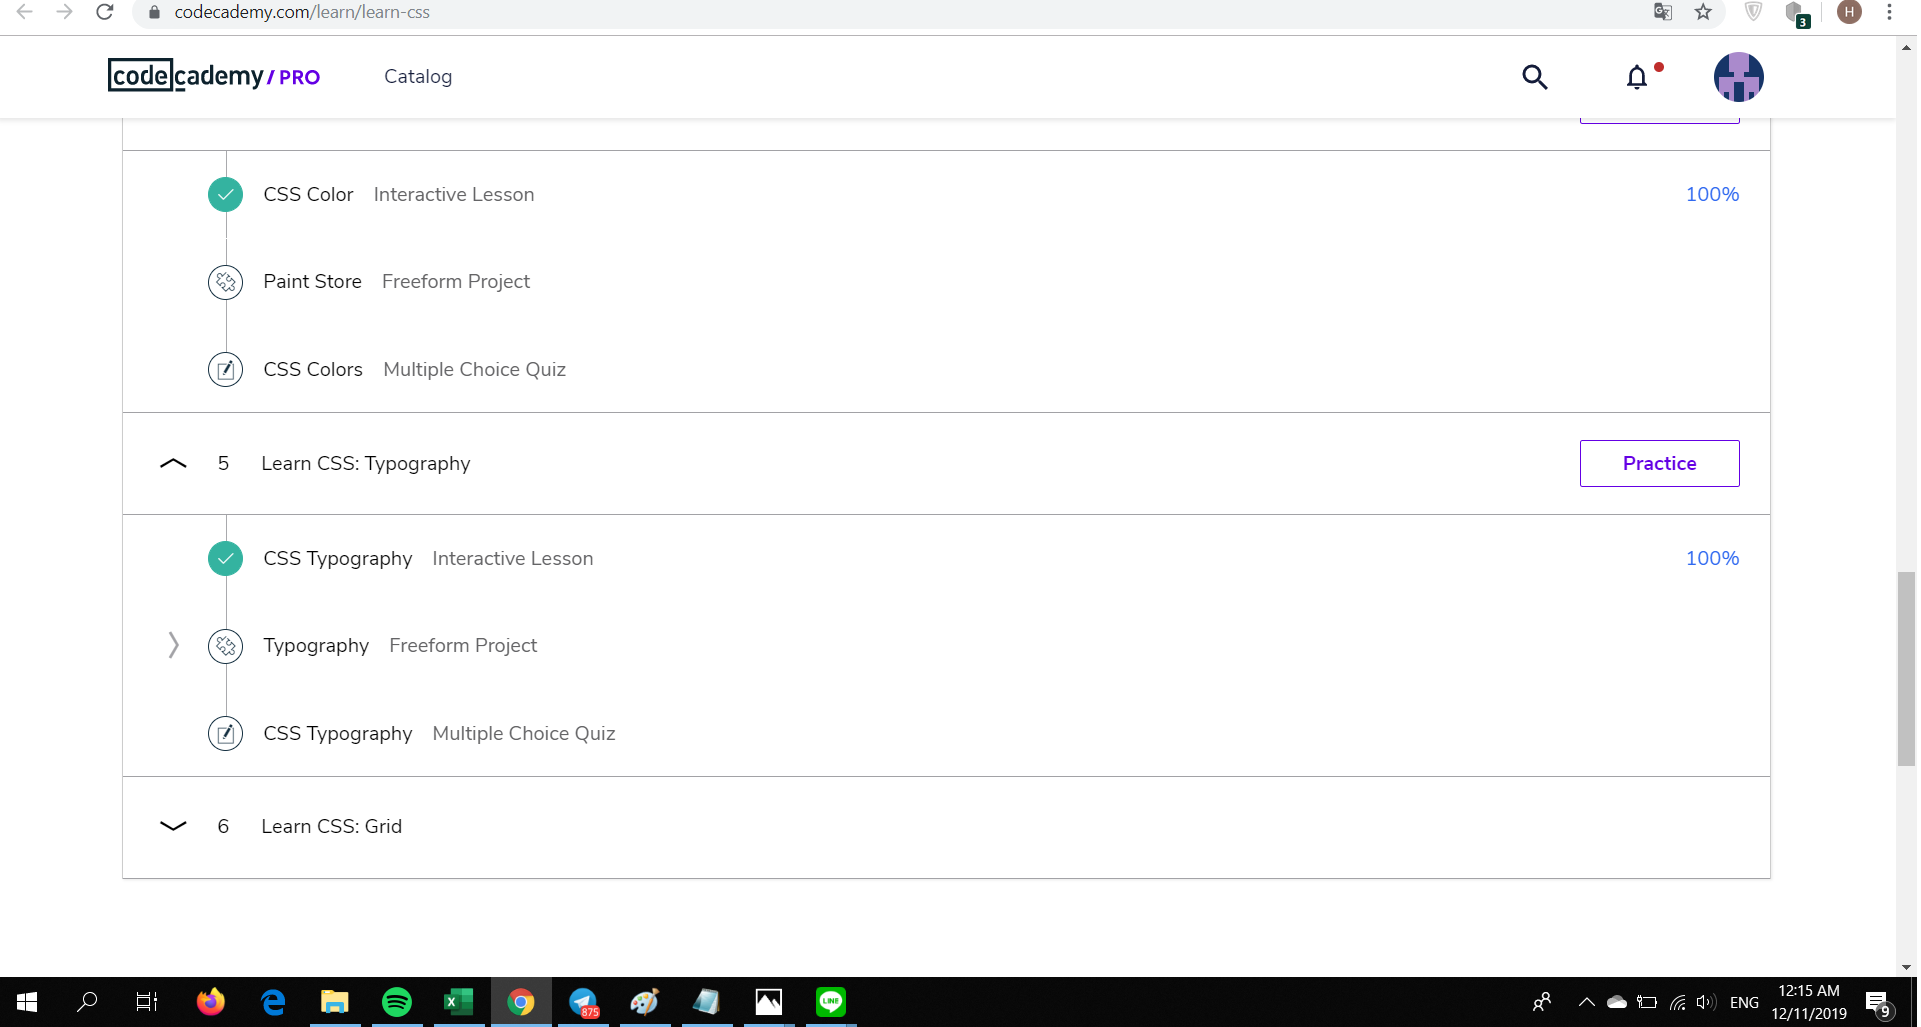 codecademy.com/learn/learn-css
3
H
codecademy / PRO
Catalog
CSS Color Interactive Lesson 100%
Paint Store Freeform Project
CSS Colors Multiple Choice Quiz
5 Learn CSS: Typography Practice
CSS Typography Interactive Lesson 100%
Typography Freeform Project
CSS Typography Multiple Choice Quiz
6 Learn CSS: Grid
875
LINE
ENG
12:15 AM
12/11/2019
9